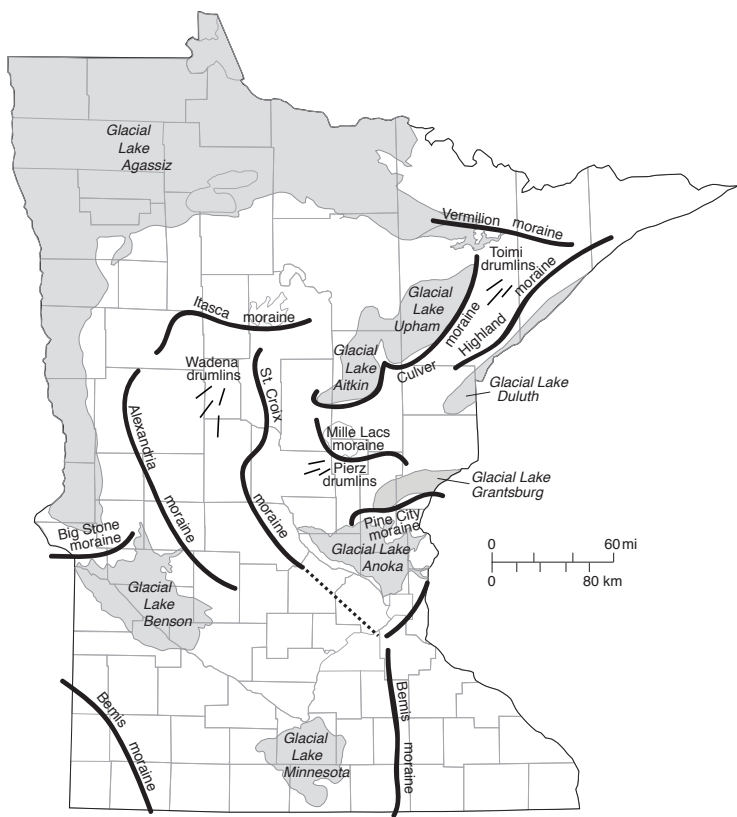 Glacial
Lake
Agassiz
Vermilion moraine
Toimi
drumlins
Glacial
Lake
Upham
moraine
Highland
Itasca moraine
moraine
Culver
Glacial
Lake
Aitkin
Wadena
drumlins
St. Croix
moraine
Glacial Lake
Duluth
Alexandria
moraine
Mille Lacs
moraine
Pierz
drumlins
Glacial Lake
Grantsburg
Pine City
moraine
Big Stone
moraine
Glacial Lake
Anoka
0 60 mi
0 80 km
Glacial
Lake
Benson
Bemis
moraine
Bemis
moraine
Glacial
Lake
Minnesota